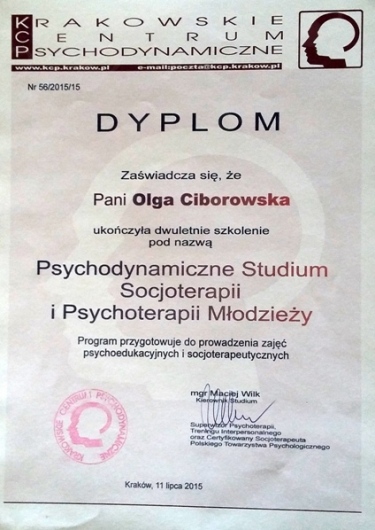 KRAKOWSKIE
CENTRUM
PSYCHODYNAMICZNE
www.kcp.krakow.pl e-mail:poczta@kcp.krakow.pl
Nr 56/2015/15
DYPLOM
Zaświadcza się, że
Pani Olga Ciborowska
ukończyła dwuletnie szkolenie
pod nazwą
Psychodynamiczne Studium
Socjoterapii
i Psychoterapii Młodzieży
Program przygotowuje do prowadzenia zajęć
psychoedukacyjnych i socjoterapeutycznych
mgr Maciej Wilk
Kierownik Studium
Superwizor Psychoterapii,
Treningu Interpersonalnego
oraz Certyfikowany Socjoterapeuta
Polskiego Towarzystwa Psychologicznego
KRAKOWSKIE CENTRUM PSYCHODYNAMICZNE
Kraków, 11 lipca 2015